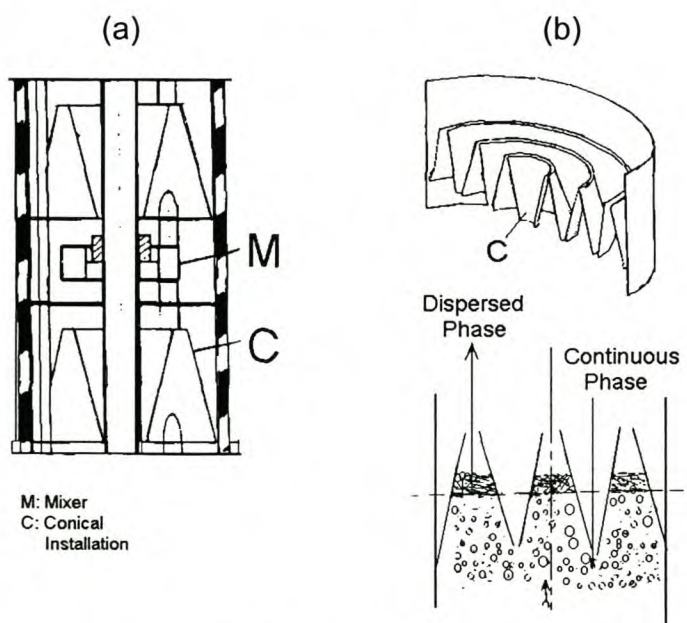 (a)
M
C
M: Mixer
C: Conical
Installation
(b)
C
Dispersed
Phase
Continuous
Phase